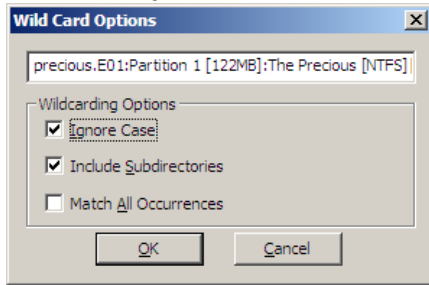 Wild Card Options
precious.E01:Partition 1 [122MB]:The Precious [NTFS]
Wildcarding Options
Ignore Case
Include Subdirectories
Match All Occurrences
OK Cancel